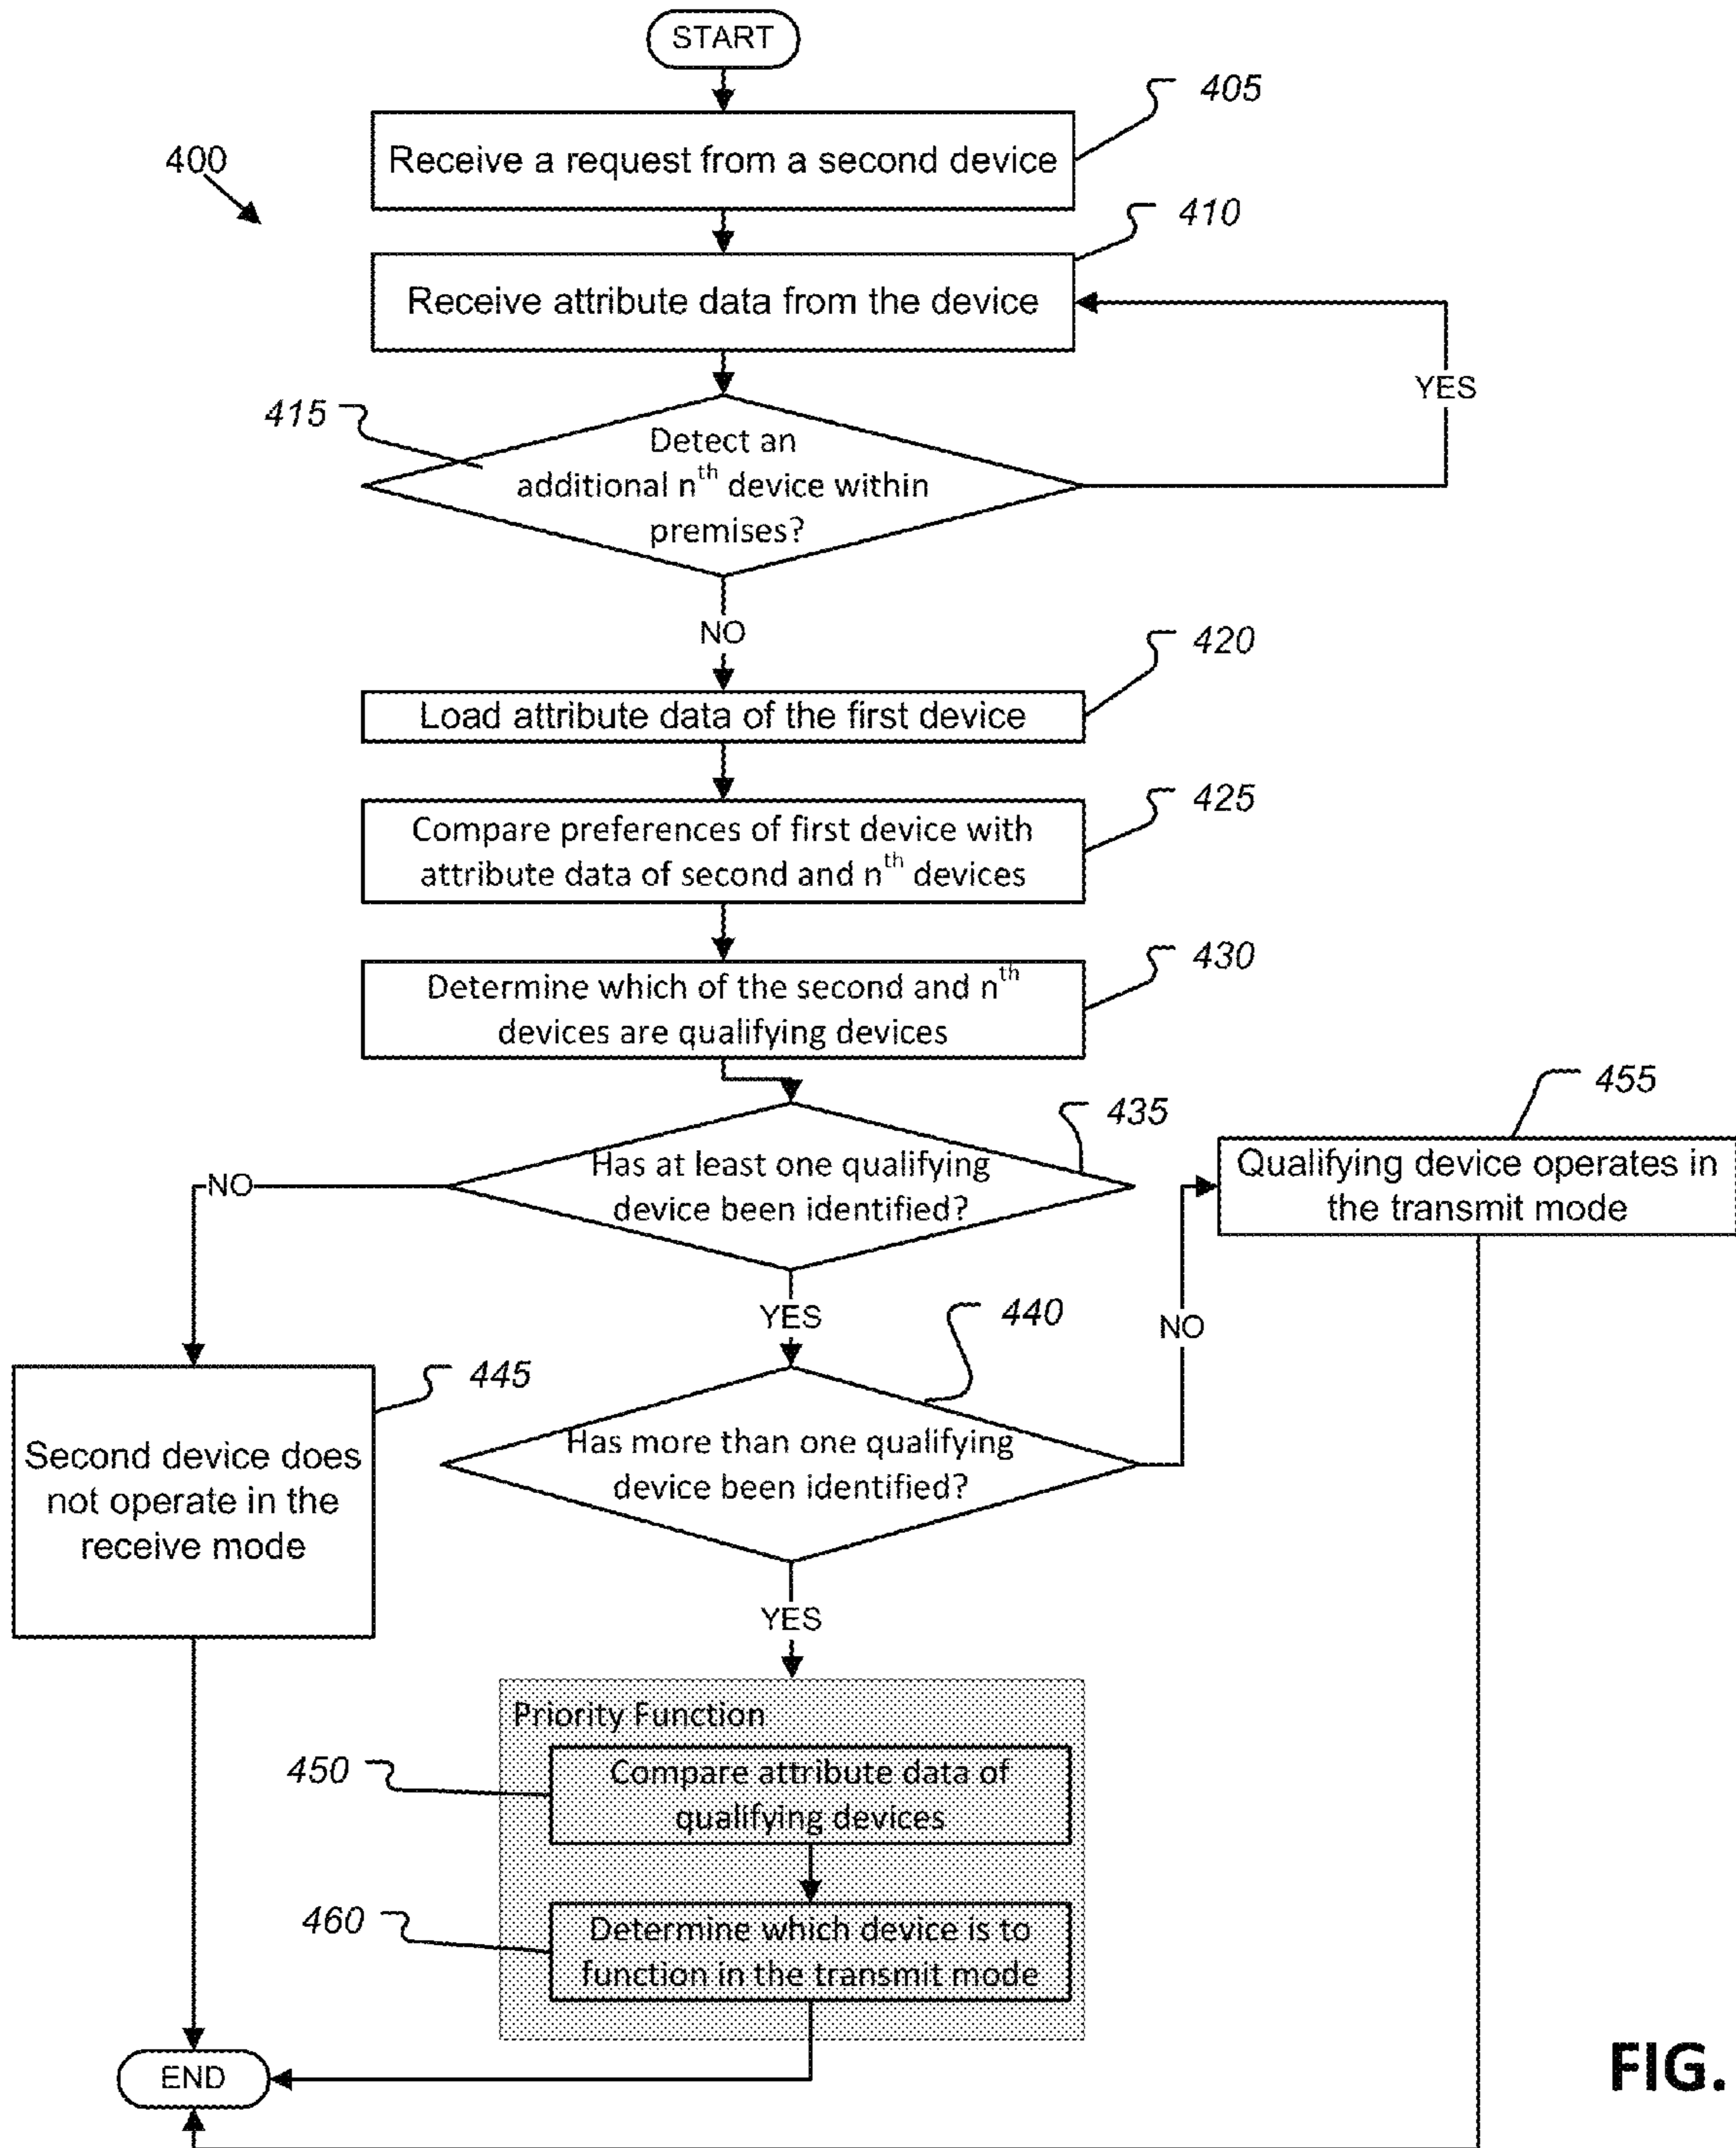 START
405
Receive a request from a second device
400
410
Receive attribute data from the device
YES
415
Detect an
additional nth device within
premises?
NO
420
Load attribute data of the first device
425
Compare preferences of first device with
attribute data of second and nth devices
430
Determine which of the second and nth
devices are qualifying devices
455
435
Qualifying device operates in
the transmit mode
Has at least one qualifying
device been identified?
NO
YES
440
NO
445
Has more than one qualifying
device been identified?
Second device does
not operate in the
receive mode
YES
Priority Function
450
Compare attribute data of
qualifying devices
460
Determine which device is to
function in the transmit mode
END
FIG.